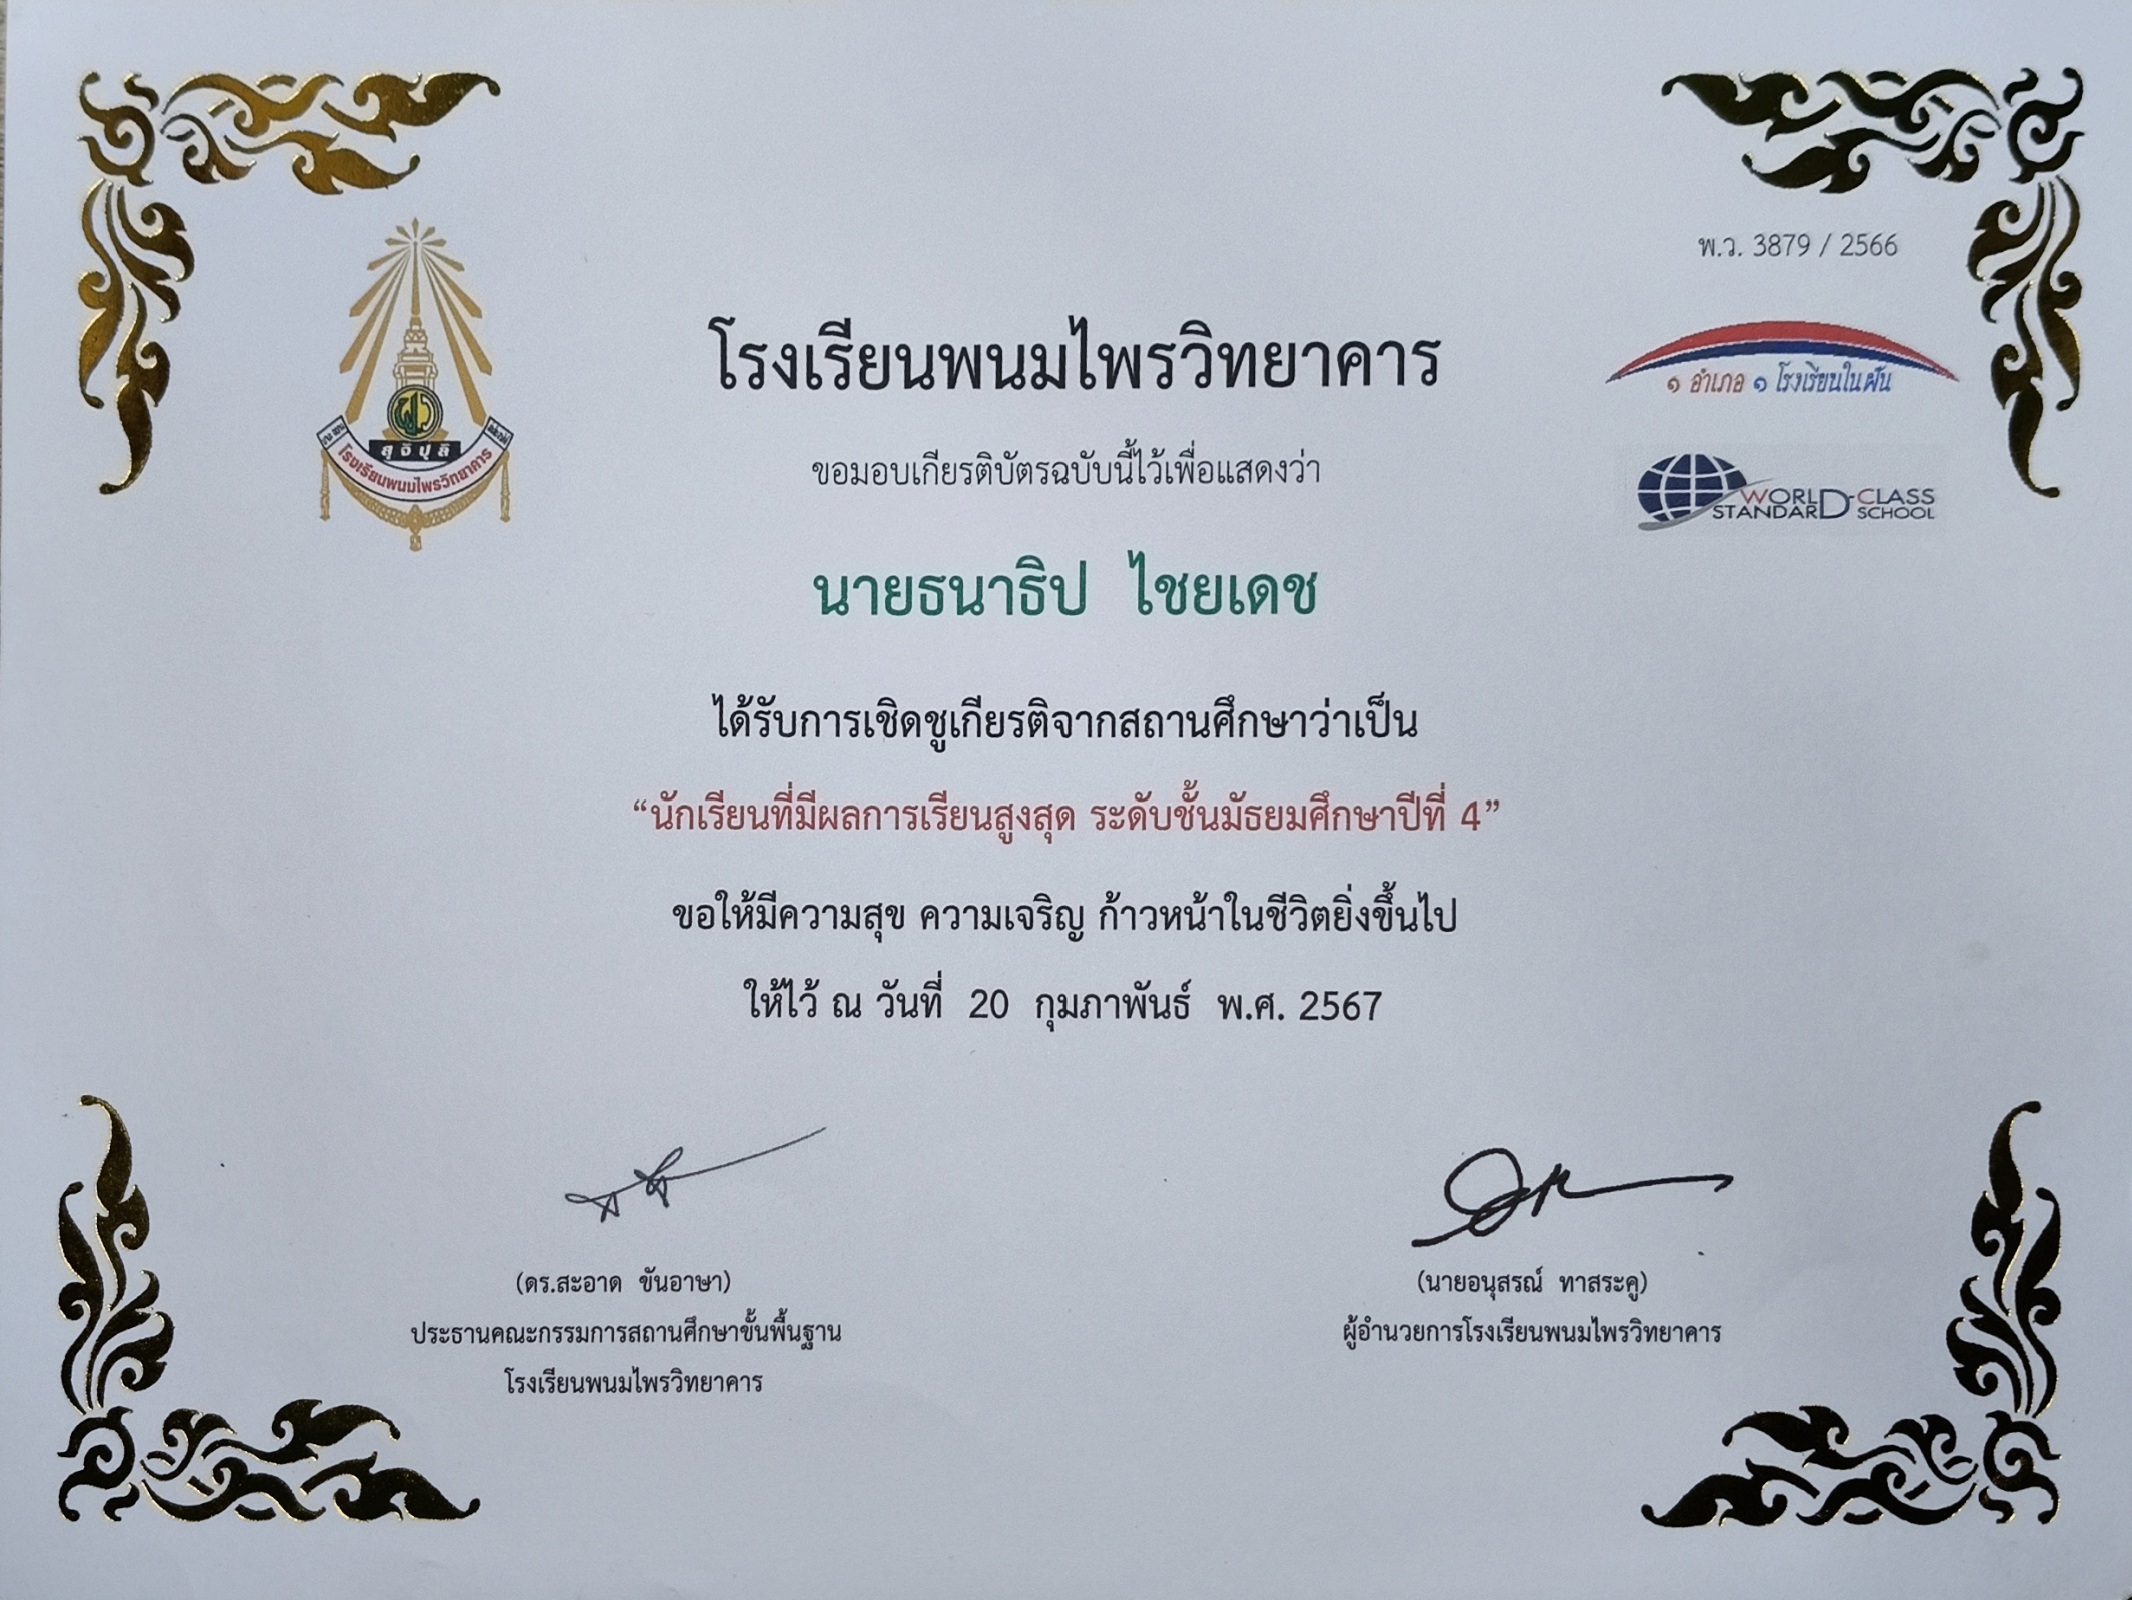 พ.ว. 3879 / 2566
โรงเรียนพนมไพรวิทยาคาร
๑ อำเภอ ๑ โรงเรียนในฝัน
สุจิปุลิ
โรงเรียนพนมไพรวิทยาคาร
ขอมอบเกียรติบัตรฉบับนี้ไว้เพื่อแสดงว่า
WORLD-CLASS
STANDARD SCHOOL
นายธนาธิป ไชยเดช
ได้รับการเชิดชูเกียรติจากสถานศึกษาว่าเป็น
“นักเรียนที่มีผลการเรียนสูงสุด ระดับชั้นมัธยมศึกษาปีที่ 4”
ขอให้มีความสุข ความเจริญ ก้าวหน้าในชีวิตยิ่งขึ้นไป
ให้ไว้ ณ วันที่ 20 กุมภาพันธ์ พ.ศ. 2567
(ดร.สะอาด ขันอาษา)
ประธานคณะกรรมการสถานศึกษาขั้นพื้นฐาน
โรงเรียนพนมไพรวิทยาคาร
(นายอนุสรณ์ ทาสระคู)
ผู้อำนวยการโรงเรียนพนมไพรวิทยาคาร